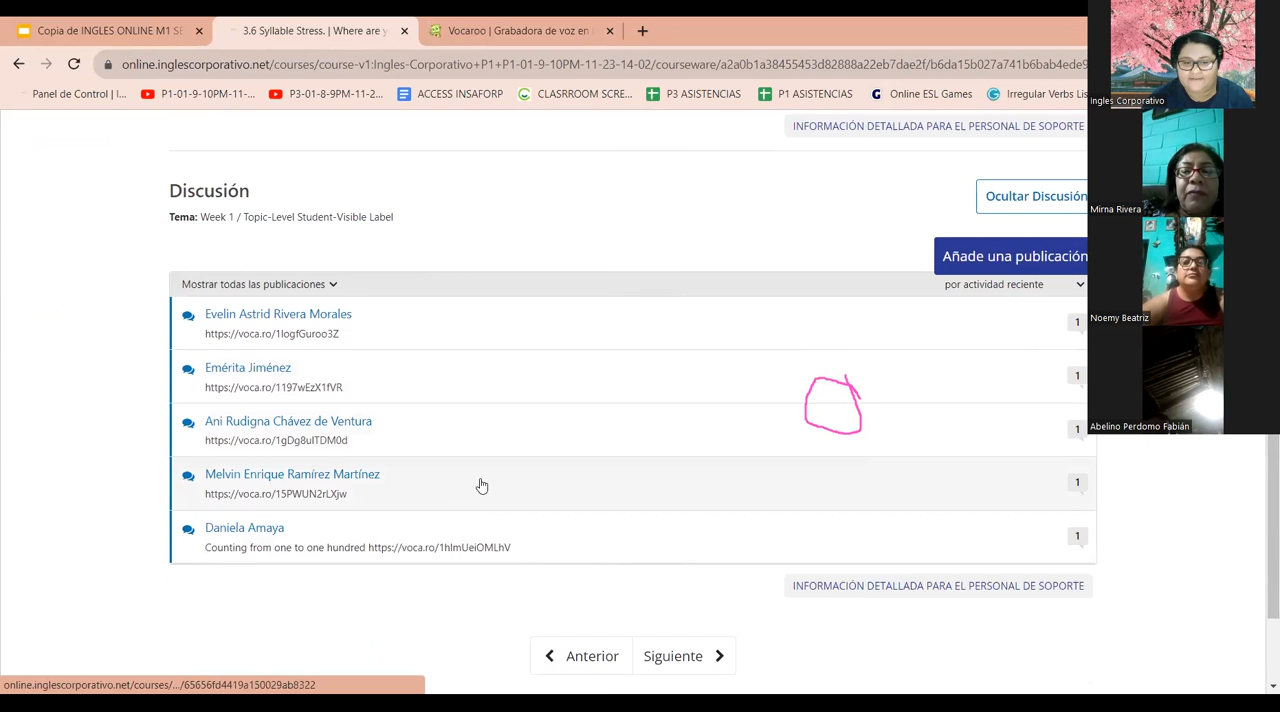 Copia de INGLES ONLINE M1 SE
3.6 Syllable Stress. | Where are y
Vocaroo | Grabadora de voz en
online.inglescorporativo.net/courses/course-v1:Ingles-Corporativo+P1+P1-01-9-10PM-11-23-14-02/courseware/a2a0b1a38455453d82888a22eb7dae2f/b6da15b027a741b6bab4ede9
Panel de Control | I...
P1-01-9-10PM-11-...
P3-01-8-9PM-11-2...
ACCESS INSAFORP
CLASRROOM SCRE...
P3 ASISTENCIAS
P1 ASISTENCIAS
Online ESL Games
Irregular Verbs Lis
Ingles Corporativo
INFORMACIÓN DETALLADA PARA EL PERSONAL DE SOPORTE
Discusión
Ocultar Discusión
Tema: Week 1 / Topic-Level Student-Visible Label
Mirna Rivera
Añade una publicación
Mostrar todas las publicaciones
por actividad reciente
Evelin Astrid Rivera Morales
https://voca.ro/1IogfGuroo3Z
1
Noemy Beatriz
Emérita Jiménez
https://voca.ro/1197wEzX1fVR
1
Ani Rudigna Chávez de Ventura
https://voca.ro/1gDg8uITDM0d
1
Abelino Perdomo Fabián
Melvin Enrique Ramírez Martínez
https://voca.ro/15PWUN2rLXjw
1
Daniela Amaya
Counting from one to one hundred https://voca.ro/1hlmUeiOMLhV
1
INFORMACIÓN DETALLADA PARA EL PERSONAL DE SOPORTE
Anterior
Siguiente
online.inglescorporativo.net/courses/.../65656fd4419a150029ab8322